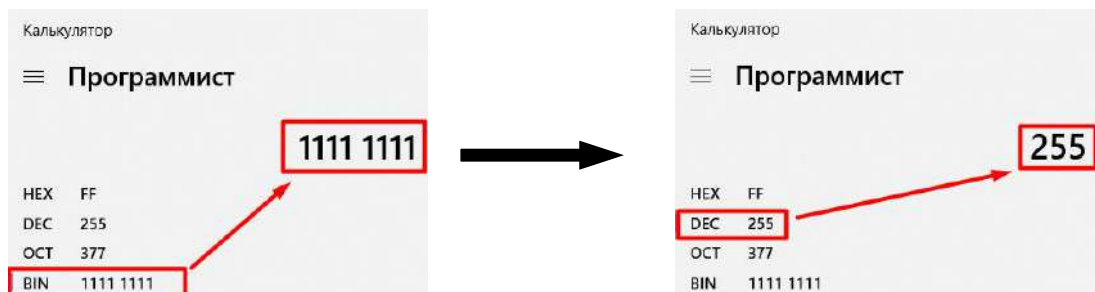 Калькулятор
Программист
1111 1111
HEX FF
DEC 255
OCT 377
BIN 1111 1111
Калькулятор
Программист
255
HEX FF
DEC 255
OCT 377
BIN 1111 1111